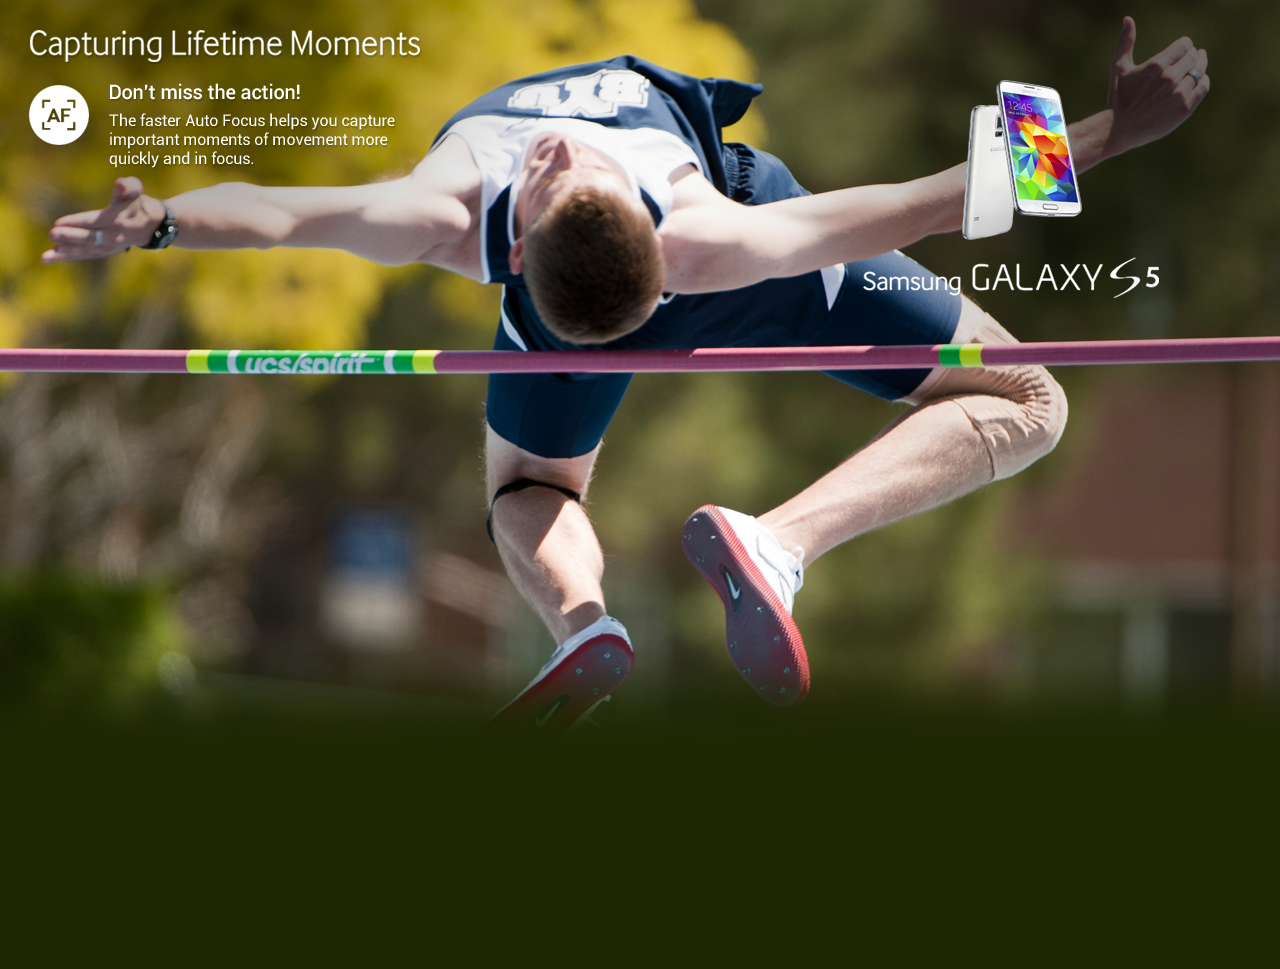 Capturing Lifetime Moments
Don't miss the action!
AF
The faster Auto Focus helps you capture
important moments of movement more
quickly and in focus.
12:45
Samsung GALAXY S5
ucs/spirit